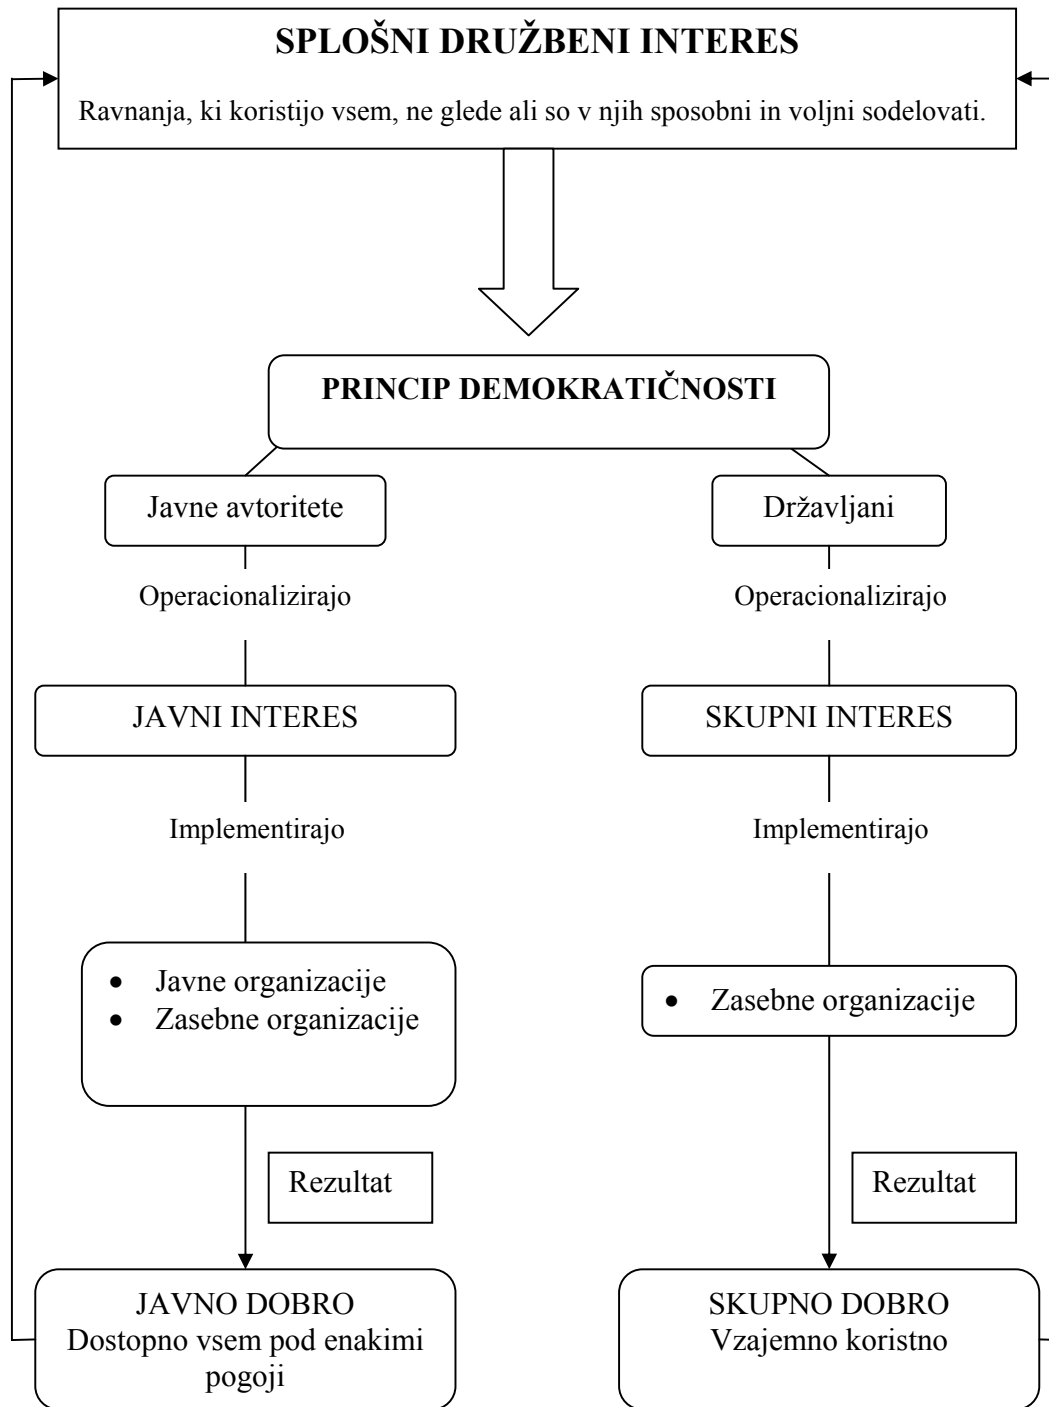 SPLOŠNI DRUŽBENI INTERES
Ravnanja, ki koristijo vsem, ne glede ali so v njih sposobni in voljni sodelovati.
PRINCIP DEMOKRATIČNOSTI
Javne avtoritete
Državljani
Operacionalizirajo
Operacionalizirajo
JAVNI INTERES
SKUPNI INTERES
Implementirajo
Implementirajo
• Javne organizacije
• Zasebne organizacije
• Zasebne organizacije
Rezultat
Rezultat
JAVNO DOBRO
Dostopno vsem pod enakimi
pogoji
SKUPNO DOBRO
Vzajemno koristno